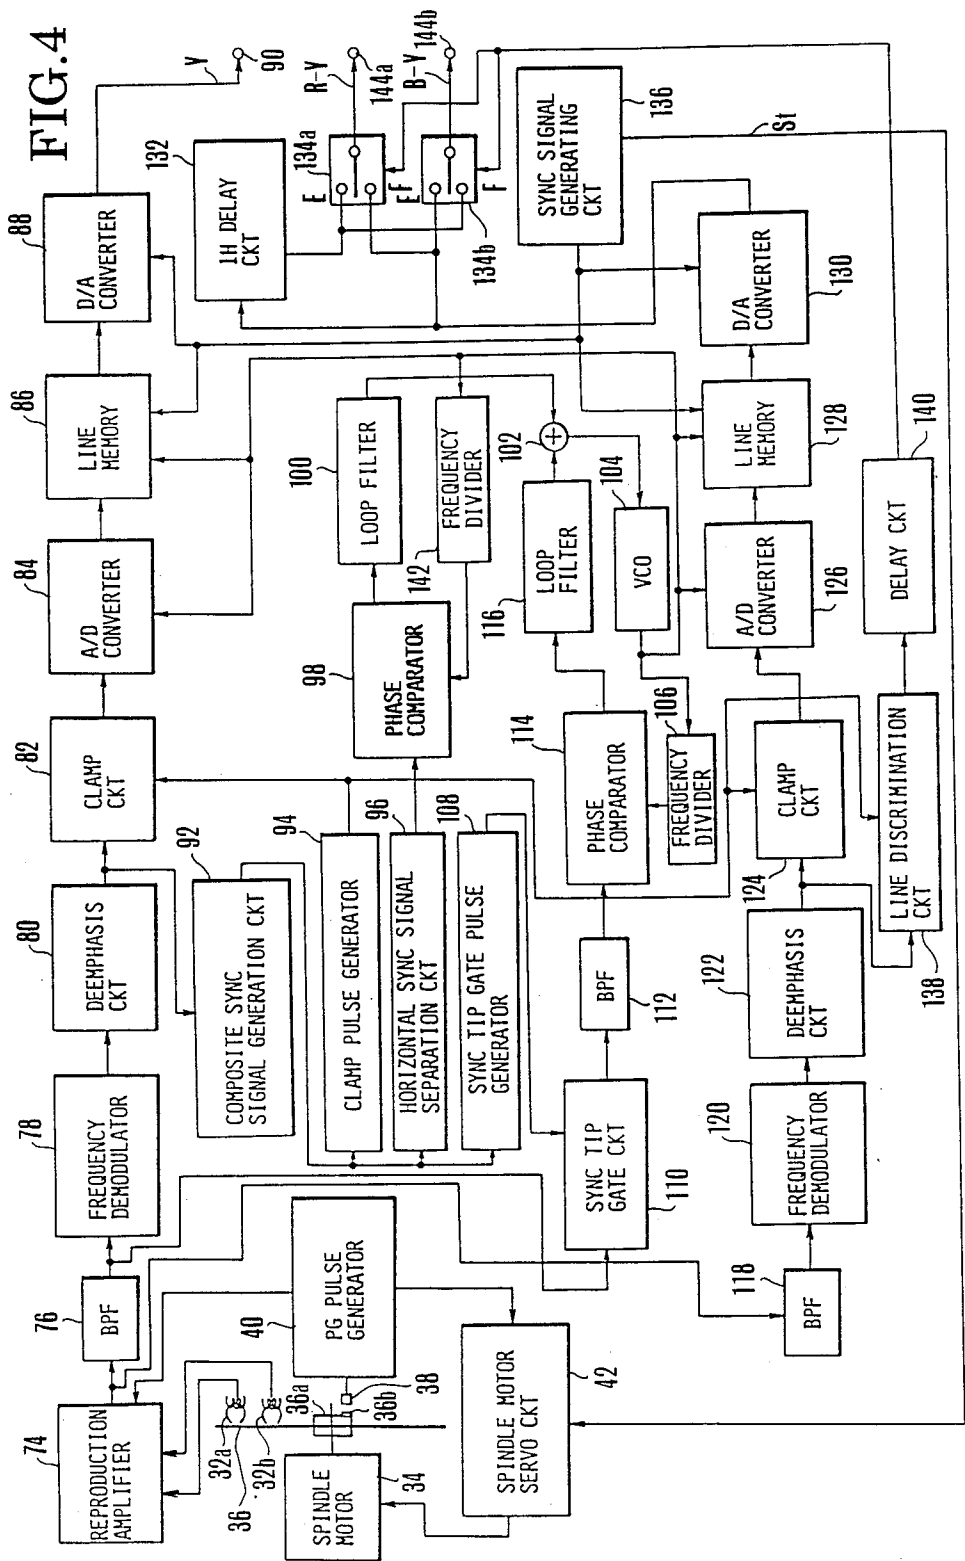 FIG.4
74
REPRODUCTION
AMPLIFIER
76
BPF
78
FREQUENCY
DEMODULATOR
80
DEEMPHASIS
CKT
82
CLAMP
CKT
84
A/D
CONVERTER
86
LINE
MEMORY
88
D/A
CONVERTER
Y
90
92
COMPOSITE SYNC
SIGNAL GENERATION CKT
132
1H DELAY
CKT
94
CLAMP PULSE GENERATOR
96
HORIZONTAL SYNC SIGNAL
SEPARATION CKT
108
SYNC TIP GATE PULSE
GENERATOR
32a
36
32b
36a
36b
38
40
PG PULSE
GENERATOR
SPINDLE
MOTOR
34
SPINDLE MOTOR
SERVO CKT
42
98
PHASE
COMPARATOR
100
LOOP FILTER
142
FREQUENCY
DIVIDER
134a
E
F
R-Y
144a
E
F
134b
B-Y
144b
SYNC TIP
GATE CKT
110
BPF
112
114
PHASE
COMPARATOR
116
LOOP
FILTER
102
104
VCO
106
FREQUENCY
DIVIDER
SYNC SIGNAL
GENERATING
CKT
136
St
118
BPF
120
FREQUENCY
DEMODULATOR
122
DEEMPHASIS
CKT
124
CLAMP
CKT
A/D
CONVERTER
126
LINE
MEMORY
128
D/A
CONVERTER
130
LINE DISCRIMINATION
CKT
138
DELAY CKT
140